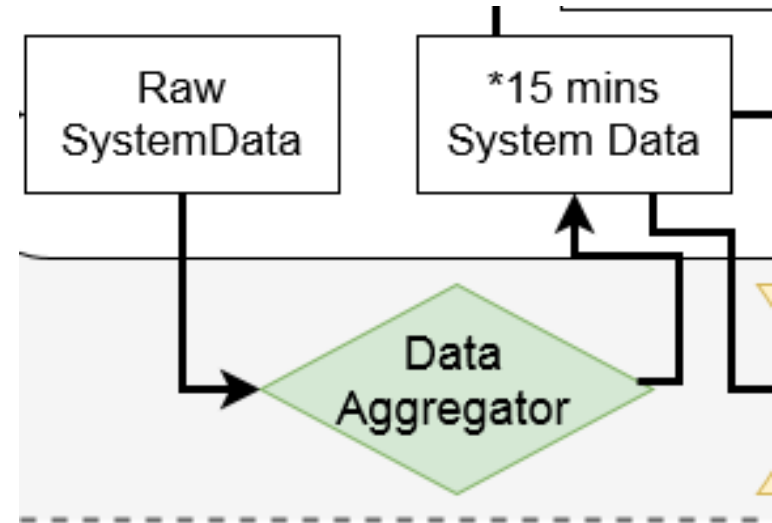 Raw
SystemData
*15 mins
System Data
Data
Aggregator